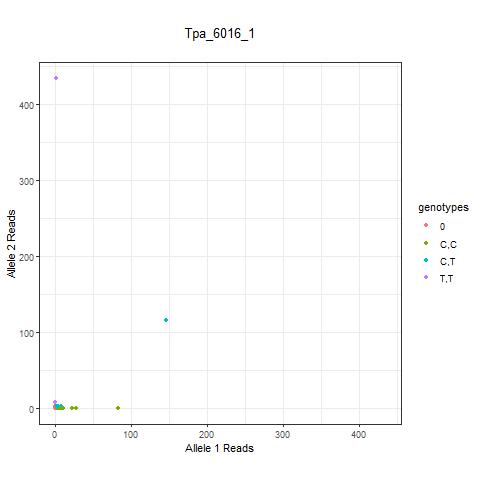 Tpa_6016_1
400
300
200
100
0
Allele 2 Reads
0 100 200 300 400
Allele 1 Reads
genotypes
0
C,C
C,T
T,T